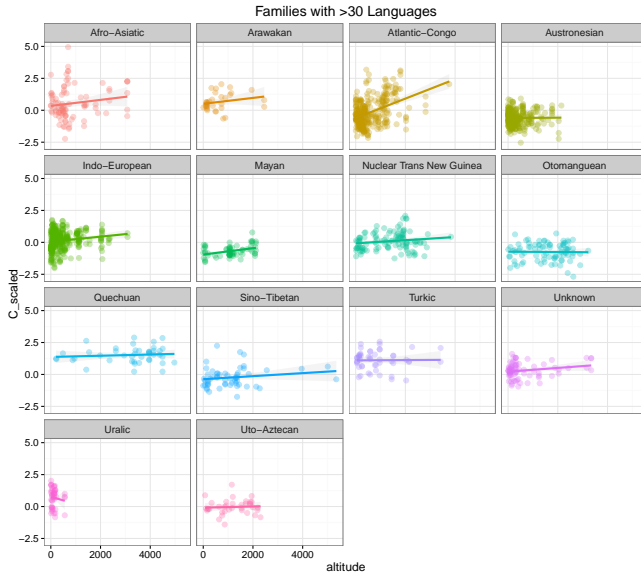 Families with >30 Languages
Afro−Asiatic Arawakan Atlantic−Congo Austronesian
5.0
2.5
0.0
−2.5
Indo−European Mayan Nuclear Trans New Guinea Otomanguean
5.0
2.5
0.0
−2.5
Quechuan Sino−Tibetan Turkic Unknown
5.0
2.5
0.0
−2.5
Uralic Uto−Aztecan
5.0
2.5
0.0
−2.5
C_scaled
0 2000 4000 0 2000 4000
altitude